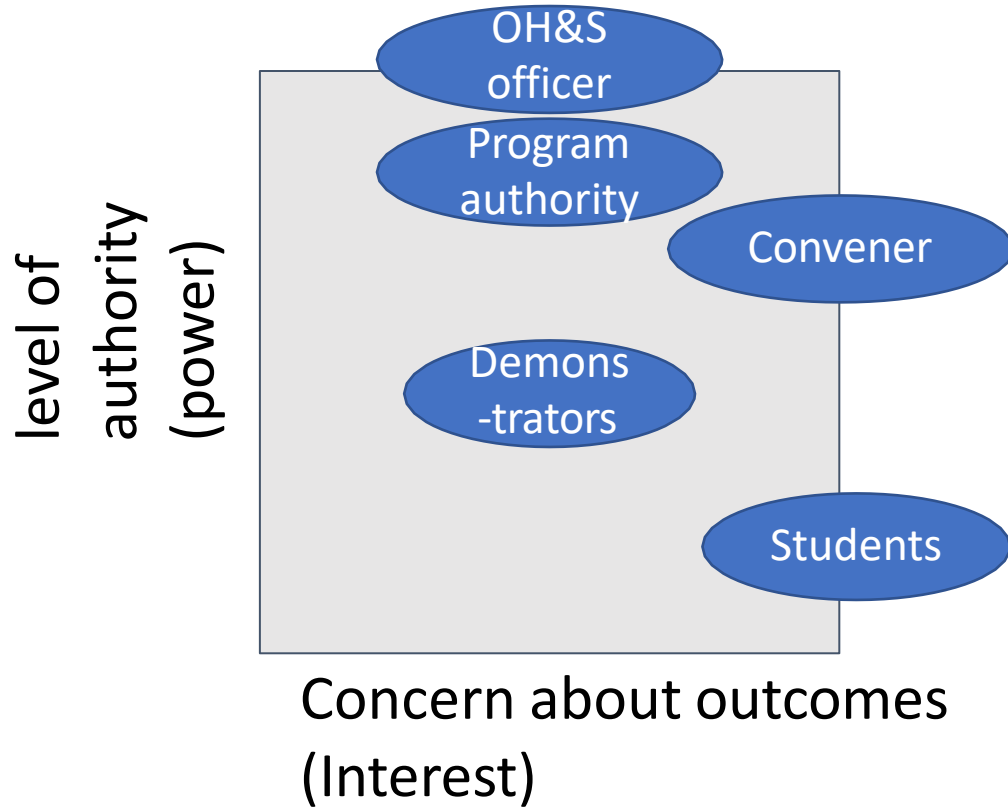 OH&S
officer
Program
authority
Convener
level of
authority
(power)
Demons
-trators
Students
Concern about outcomes
(Interest)